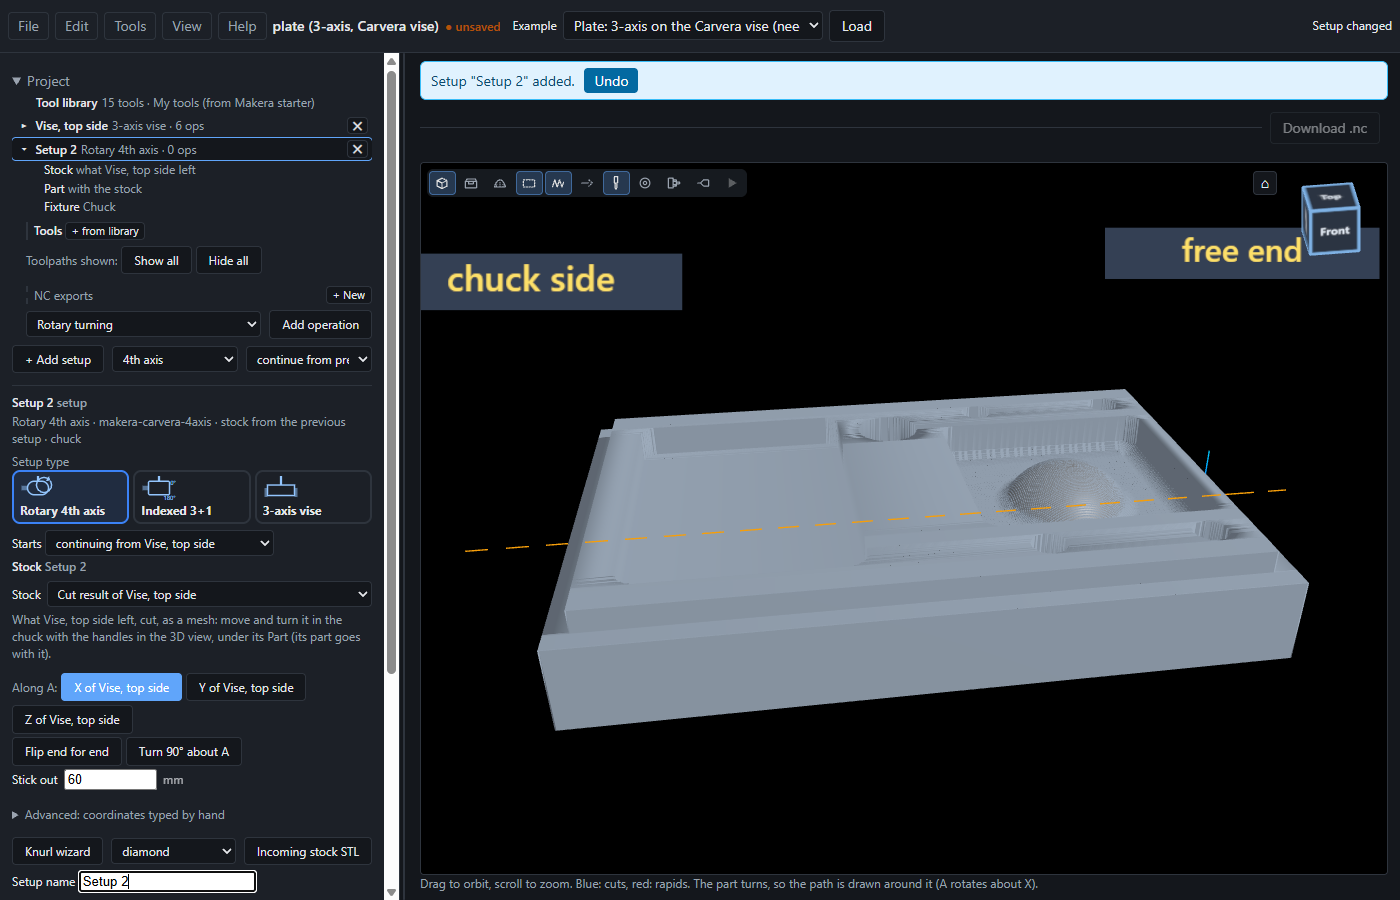 File Edit Tools View Help plate (3-axis, Carvera vise) ● unsaved Example Plate: 3-axis on the Carvera vise (nee Load Setup changed
Setup "Setup 2" added. Undo
Download .nc
▼ Project
Tool library 15 tools · My tools (from Makera starter)
Vise, top side 3-axis vise · 6 ops
Setup 2 Rotary 4th axis · 0 ops
Stock what Vise, top side left
Part with the stock
Fixture Chuck
Tools + from library
Toolpaths shown: Show all Hide all
NC exports + New
Rotary turning Add operation
+ Add setup 4th axis continue from pre
Setup 2 setup
Rotary 4th axis · makera-carvera-4axis · stock from the previous
setup · chuck
Setup type
Rotary 4th axis Indexed 3+1 3-axis vise
180°
Starts continuing from Vise, top side
Stock Setup 2
Stock Cut result of Vise, top side
What Vise, top side left, cut, as a mesh: move and turn it in the
chuck with the handles in the 3D view, under its Part (its part goes
with it).
Along A: X of Vise, top side Y of Vise, top side
Z of Vise, top side
Flip end for end Turn 90° about A
Stick out 60 mm
Advanced: coordinates typed by hand
Knurl wizard diamond Incoming stock STL
Setup name Setup 2
chuck side
free end
Top
Front
Drag to orbit, scroll to zoom. Blue: cuts, red: rapids. The part turns, so the path is drawn around it (A rotates about X).